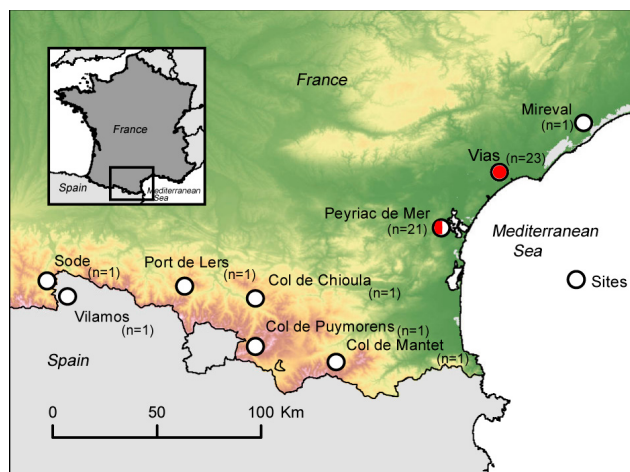 France
Mireval
(n=1)
France
Vias (n=23)
Spain
Mediterranean
Sea
Peyriac de Mer
(n=21)
Mediterranean
Sea
Sode
(n=1)
Port de Lers
(n=1)
Col de Chioula
(n=1)
Sites
Vilamos
(n=1)
Col de Puymorens (n=1)
Col de Mantet
(n=1)
Spain
0 50 100 Km